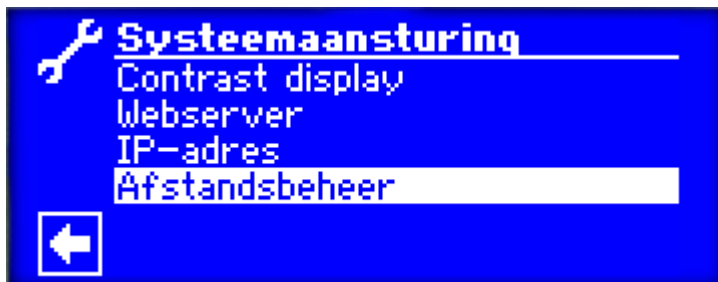 Systeemaansturing
Contrast display
Webserver
IP-adres
Afstandsbeheer